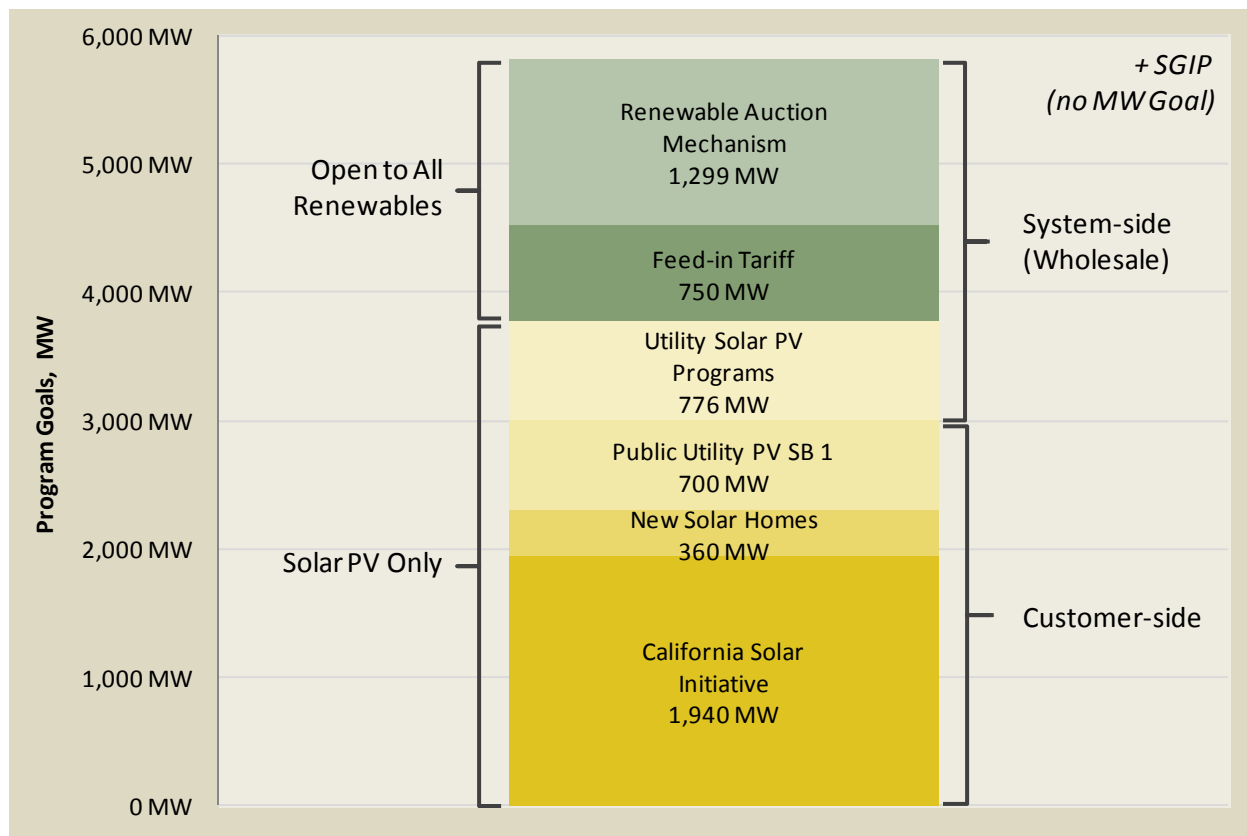 6,000 MW
5,000 MW
4,000 MW
3,000 MW
2,000 MW
1,000 MW
0 MW
Program Goals, MW
Open to All
Renewables
Solar PV Only
Renewable Auction
Mechanism
1,299 MW
Feed-in Tariff
750 MW
Utility Solar PV
Programs
776 MW
Public Utility PV SB 1
700 MW
New Solar Homes
360 MW
California Solar
Initiative
1,940 MW
+ SGIP
(no MW Goal)
System-side
(Wholesale)
Customer-side